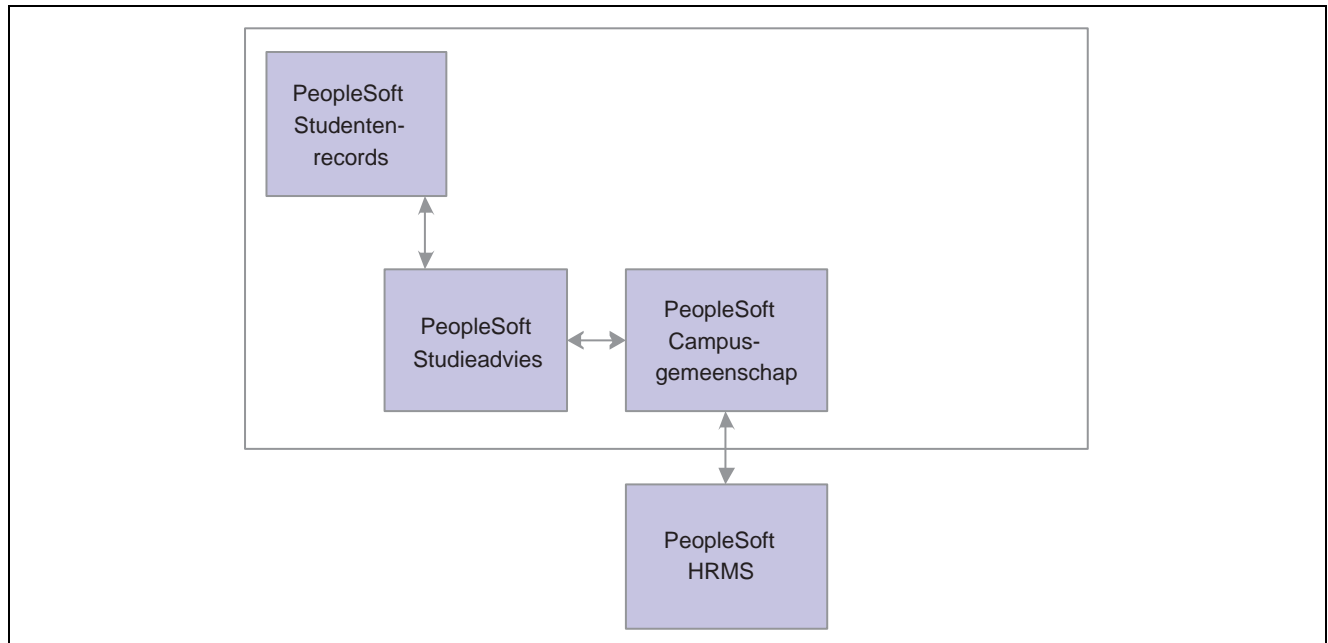 PeopleSoft
Studenten-
records
PeopleSoft
Studieadvies
PeopleSoft
Campus-
gemeenschap
PeopleSoft
HRMS